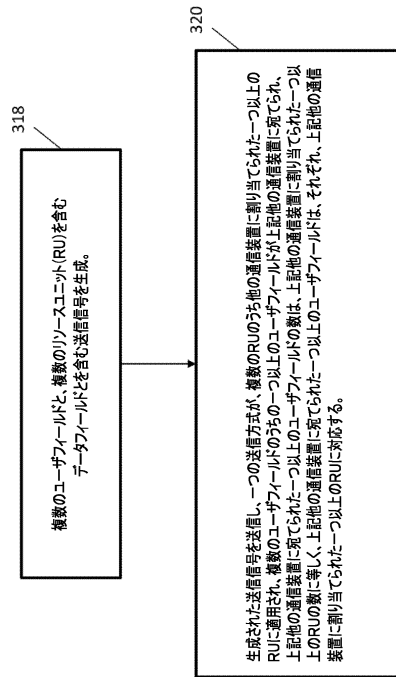 318
複数のユーザフィールドと、複数のリソースユニット(RU)を含む
データフィールドとを含む送信信号を生成。
320
生成された送信信号を送信し、一つの送信方式が、複数のRUのうち他の通信装置に割り当てられた一つ以上の
RUに適用され、複数のユーザフィールドのうちの一つ以上のユーザフィールドが上記他の通信装置に宛てられ、
上記他の通信装置に宛てられた一つ以上のユーザフィールドの数は、上記他の通信装置に割り当てられた一つ以
上のRUの数に等しく、上記他の通信装置に宛てられた一つ以上のユーザフィールドは、それぞれ、上記他の通信
装置に割り当てられた一つ以上のRUに対応する。